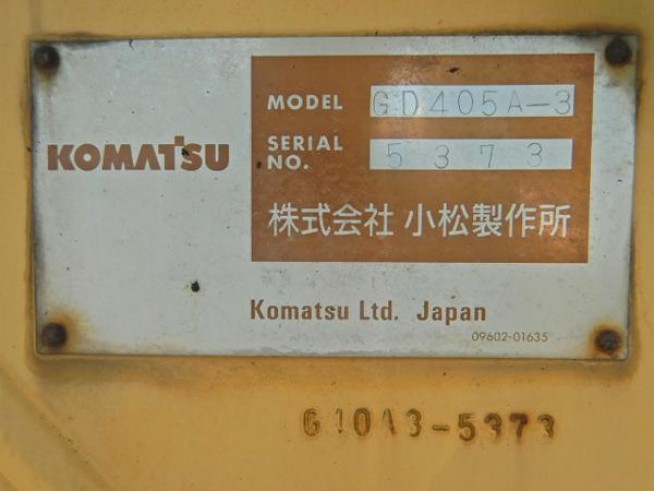 KOMATSU
MODEL GD405A-3
SERIAL NO. 5373
株式会社 小松製作所
Komatsu Ltd. Japan
09602-01635
G10A3-5373